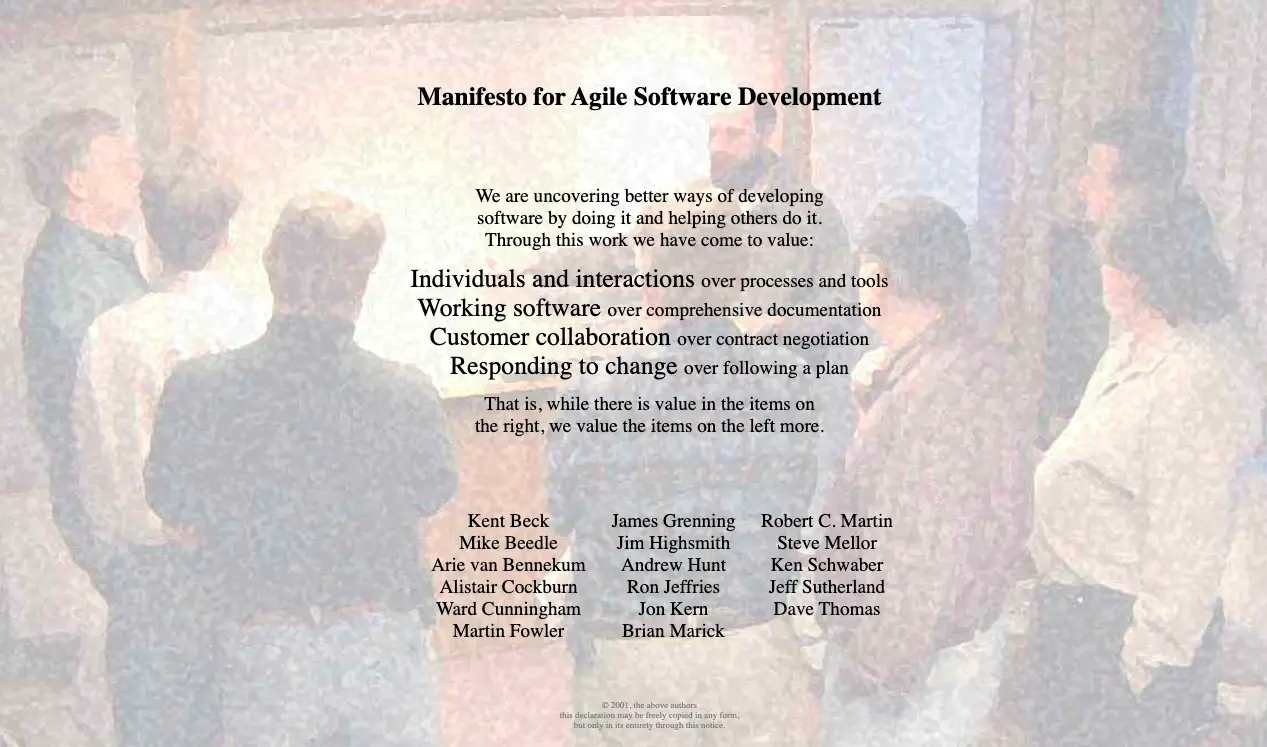 Manifesto for Agile Software Development
We are uncovering better ways of developing
software by doing it and helping others do it.
Through this work we have come to value:
Individuals and interactions over processes and tools
Working software over comprehensive documentation
Customer collaboration over contract negotiation
Responding to change over following a plan
That is, while there is value in the items on
the right, we value the items on the left more.
Kent Beck
Mike Beedle
Arie van Bennekum
Alistair Cockburn
Ward Cunningham
Martin Fowler
James Grenning
Jim Highsmith
Andrew Hunt
Ron Jeffries
Jon Kern
Brian Marick
Robert C. Martin
Steve Mellor
Ken Schwaber
Jeff Sutherland
Dave Thomas
© 2001, the above authors
this declaration may be freely copied in any form,
but only in its entirety through this notice.